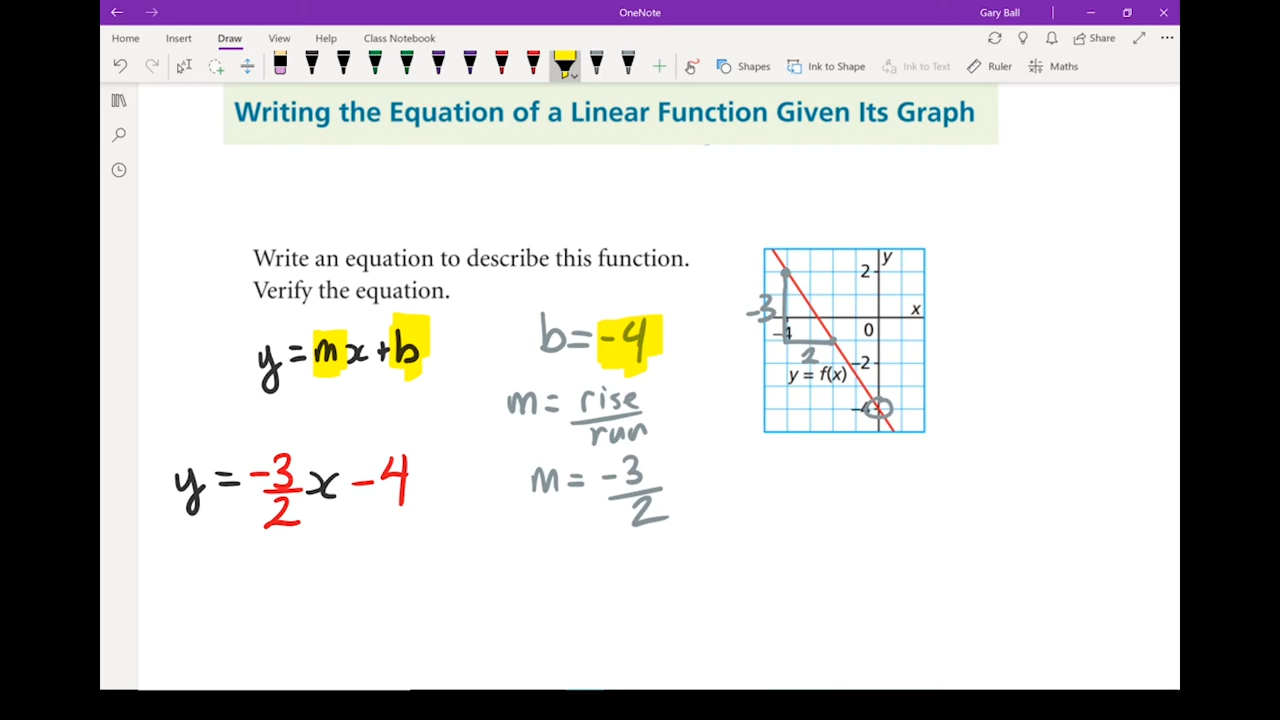 OneNote
Gary Ball
Home Insert Draw View Help Class Notebook
Share
Shapes Ink to Shape Ink to Text Ruler Maths
Writing the Equation of a Linear Function Given Its Graph
Write an equation to describe this function.
Verify the equation.
y = mx + b
b = -4
m = rise/run
y = -3/2 x - 4
m = -3/2
y
2
x
-3
-4
0
2
-2
y = f(x)
-4